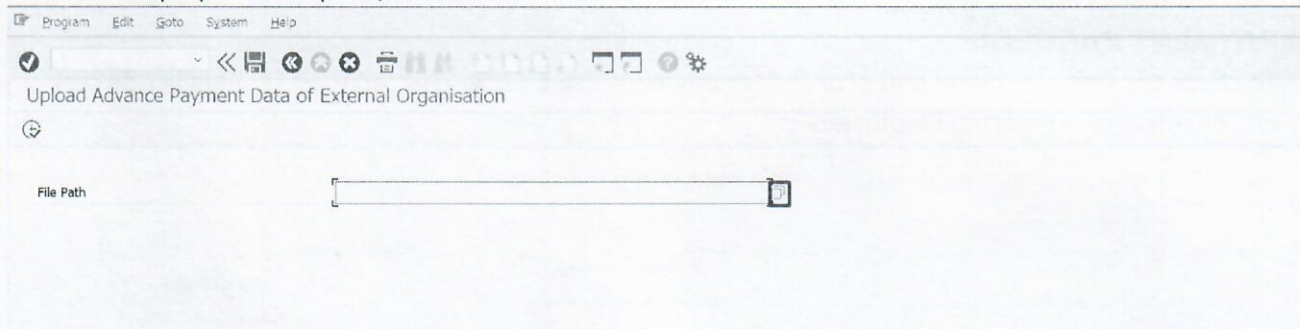 Program Edit Goto System Help
Upload Advance Payment Data of External Organisation
File Path